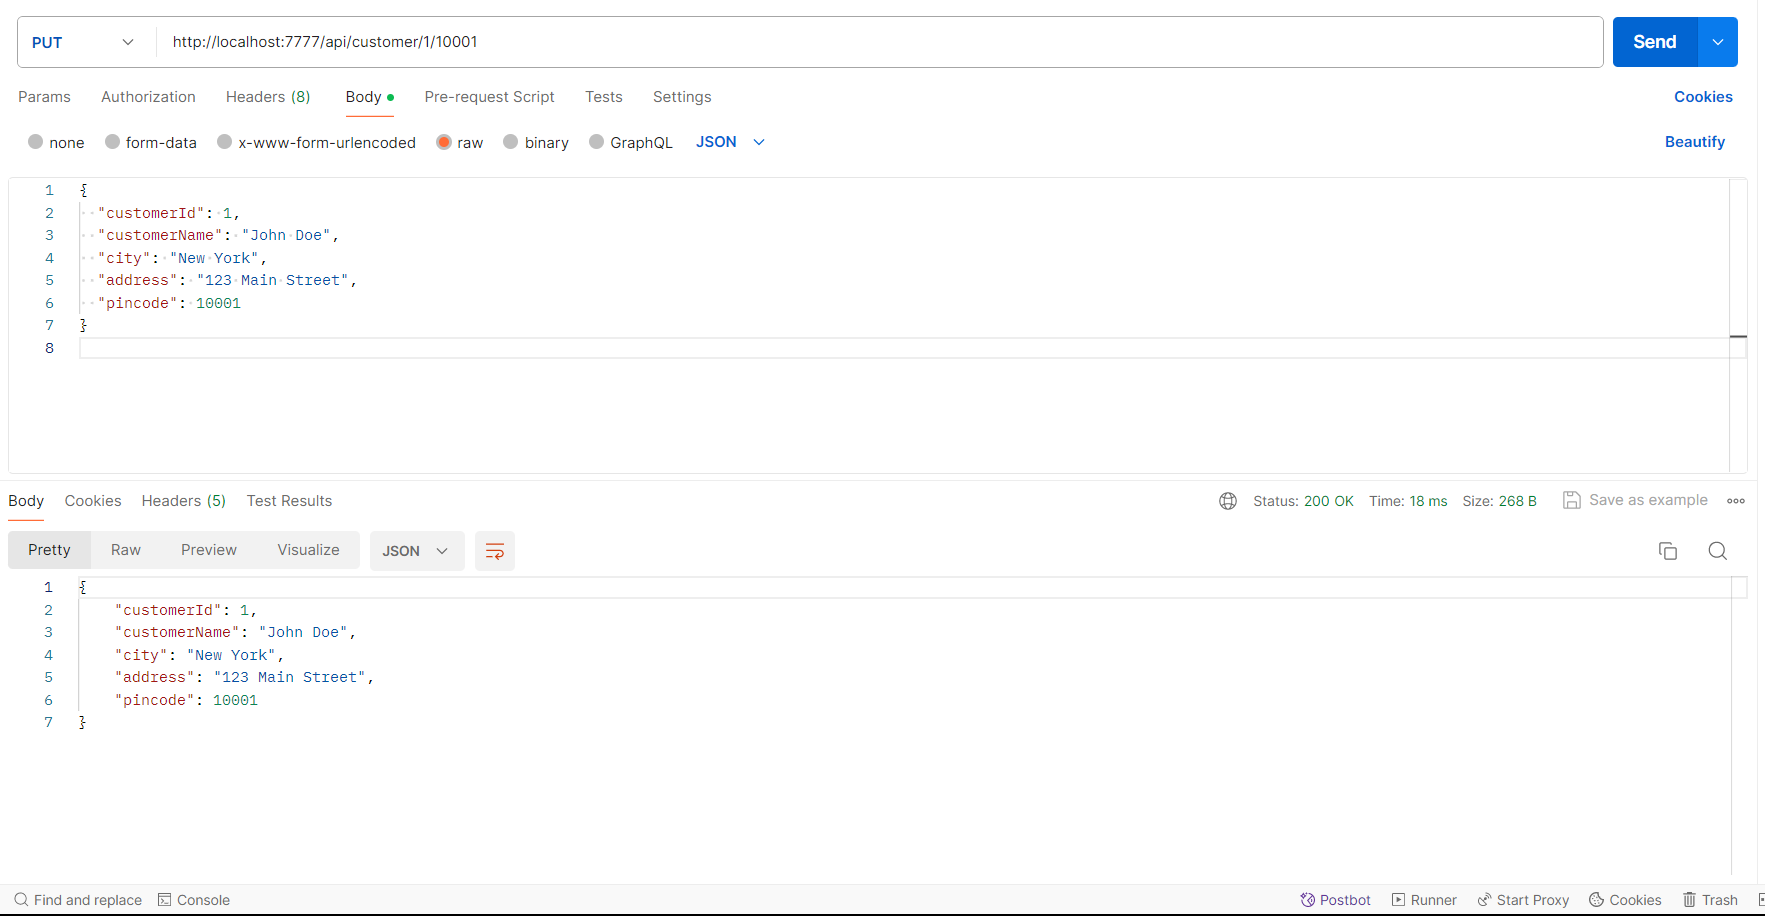 PUT http://localhost:7777/api/customer/1/10001 Send
Params Authorization Headers (8) Body Pre-request Script Tests Settings Cookies
none form-data x-www-form-urlencoded raw binary GraphQL JSON Beautify
1 {
2 "customerId": 1,
3 "customerName": "John Doe",
4 "city": "New York",
5 "address": "123 Main Street",
6 "pincode": 10001
7 }
8
Body Cookies Headers (5) Test Results Status: 200 OK Time: 18 ms Size: 268 B Save as example
Pretty Raw Preview Visualize JSON
1 {
2 "customerId": 1,
3 "customerName": "John Doe",
4 "city": "New York",
5 "address": "123 Main Street",
6 "pincode": 10001
7 }
Find and replace Console Postbot Runner Start Proxy Cookies Trash